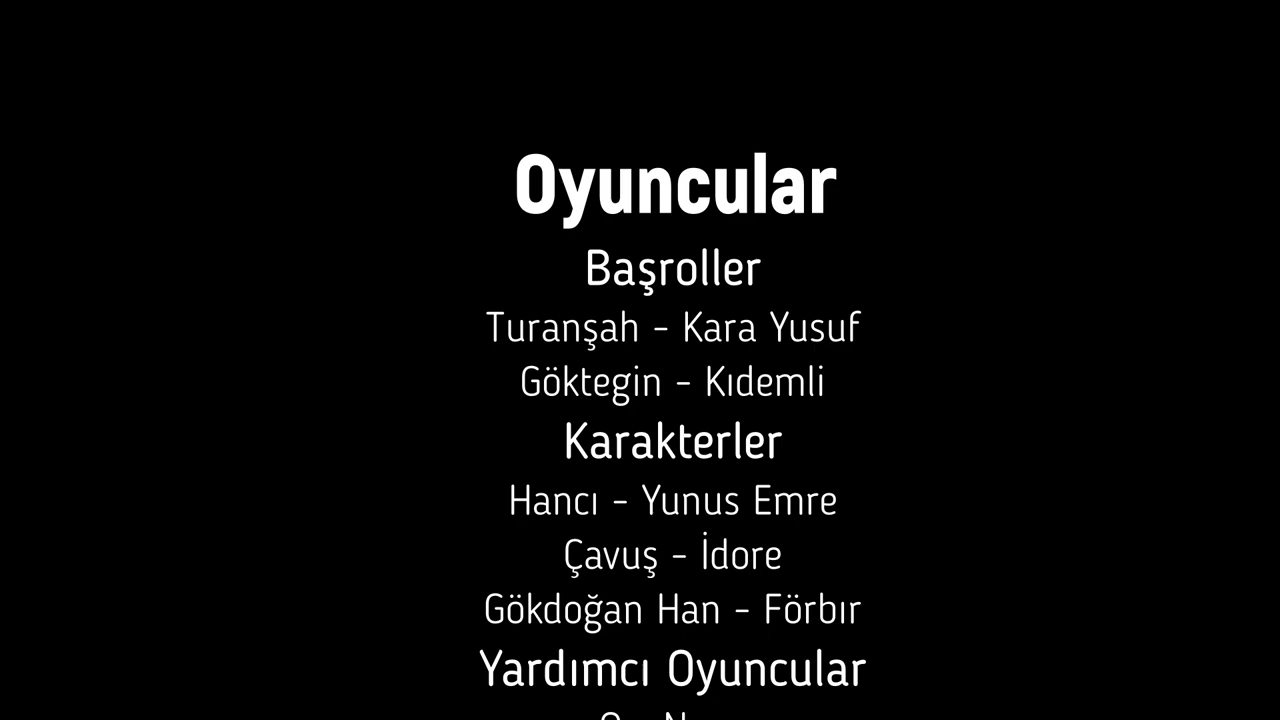 Oyuncular
Başroller
Turanşah - Kara Yusuf
Göktegin - Kıdemli
Karakterler
Hancı - Yunus Emre
Çavuş - İdore
Gökdoğan Han - Förbır
Yardımcı Oyuncular